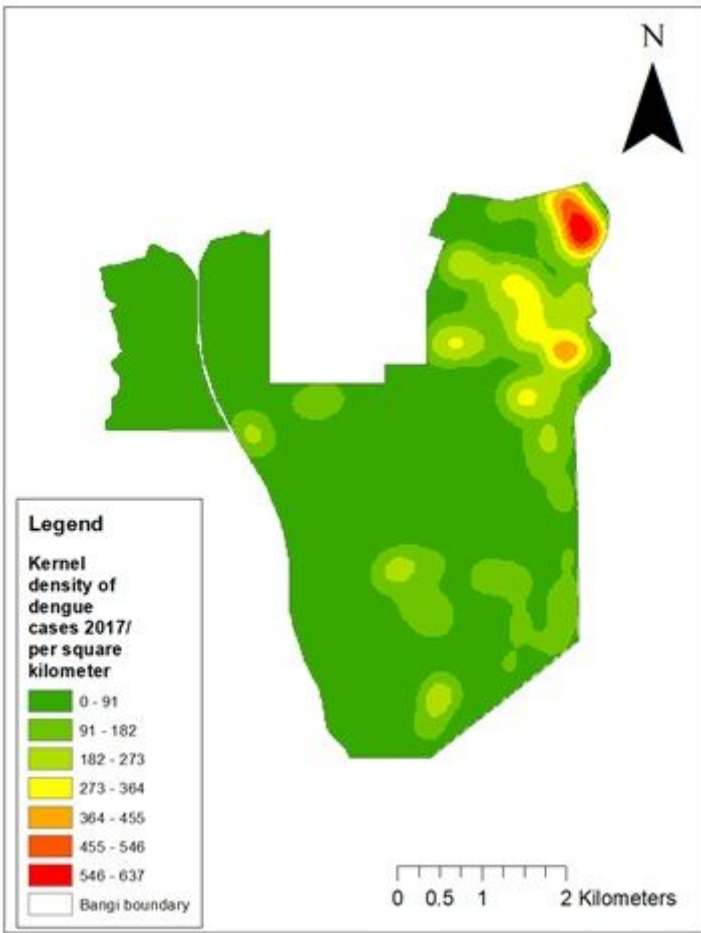 N
Legend
Kernel
density of
dengue
cases 2017/
per square
kilometer
0 - 91
91 - 182
182 - 273
273 - 364
364 - 455
455 - 546
546 - 637
Bangi boundary
0 0.5 1 2 Kilometers